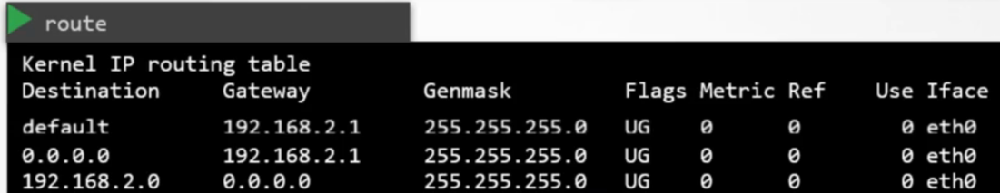 route
Kernel IP routing table
Destination Gateway Genmask Flags Metric Ref Use Iface
default 192.168.2.1 255.255.255.0 UG 0 0 0 eth0
0.0.0.0 192.168.2.1 255.255.255.0 UG 0 0 0 eth0
192.168.2.0 0.0.0.0 255.255.255.0 UG 0 0 0 eth0